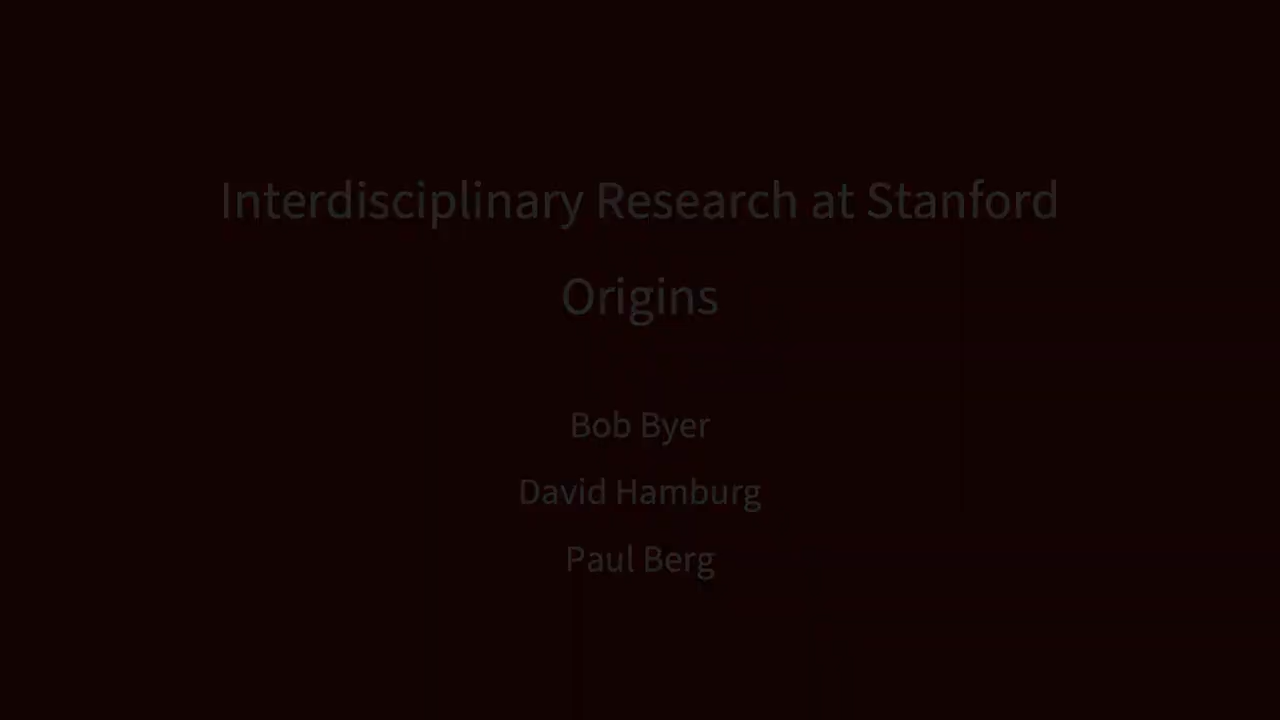 Interdisciplinary Research at Stanford
Origins
Bob Byer
David Hamburg
Paul Berg